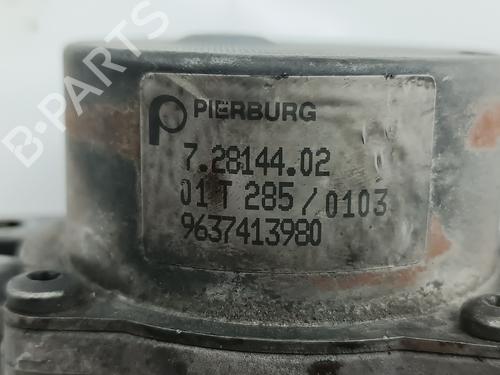 B-PARTS
PIERBURG
7.28144.02
01 T 285 / 0103
9637413980